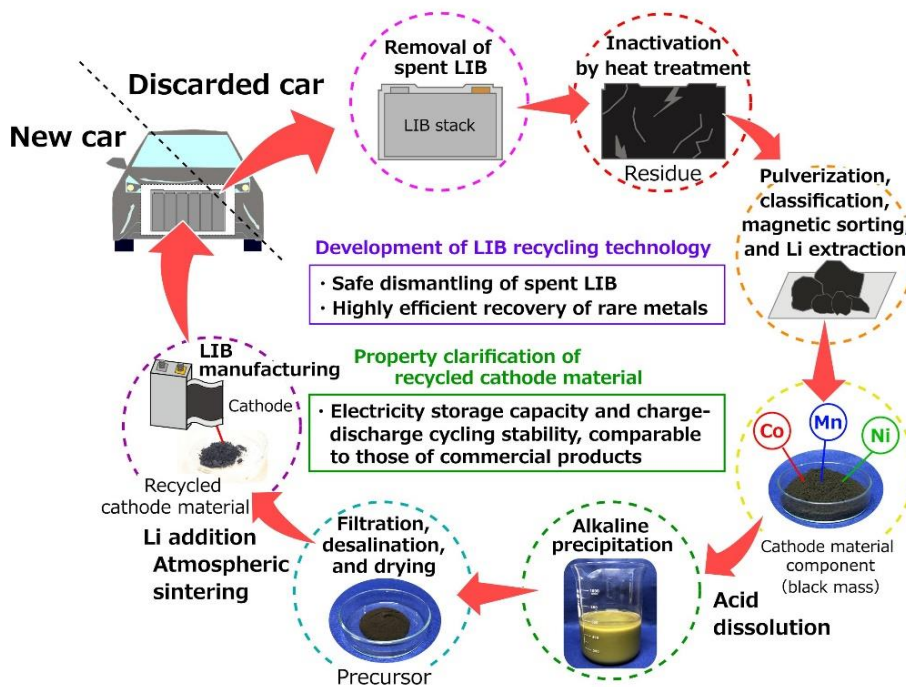 Discarded car
New car
Removal of
spent LIB
LIB stack
Inactivation
by heat treatment
Residue
Pulverization,
classification,
magnetic sorting,
and Li extraction
Development of LIB recycling technology
· Safe dismantling of spent LIB
· Highly efficient recovery of rare metals
Property clarification of
recycled cathode material
· Electricity storage capacity and charge-
discharge cycling stability, comparable
to those of commercial products
Co
Mn
Ni
Cathode material
component
(black mass)
Acid
dissolution
Alkaline
precipitation
Filtration,
desalination,
and drying
Precursor
Li addition
Atmospheric
sintering
LIB
manufacturing
Cathode
Recycled
cathode material